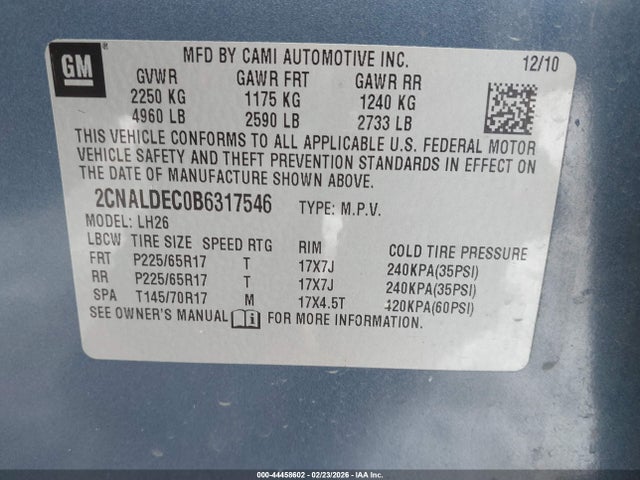 GM
MFD BY CAMI AUTOMOTIVE INC. 12/10
GVWR GAWR FRT GAWR RR
2250 KG 1175 KG 1240 KG
4960 LB 2590 LB 2733 LB
THIS VEHICLE CONFORMS TO ALL APPLICABLE U.S. FEDERAL MOTOR
VEHICLE SAFETY AND THEFT PREVENTION STANDARDS IN EFFECT ON
THE DATE OF MANUFACTURE SHOWN ABOVE.
2CNALDEC0B6317546 TYPE: M.P.V.
MODEL: LH26
LBCW TIRE SIZE SPEED RTG RIM COLD TIRE PRESSURE
FRT P225/65R17 T 17X7J 240KPA(35PSI)
RR P225/65R17 T 17X7J 240KPA(35PSI)
SPA T145/70R17 M 17X4.5T 420KPA(60PSI)
SEE OWNER'S MANUAL FOR MORE INFORMATION.
000-44458602 - 02/23/2026 - IAA Inc.